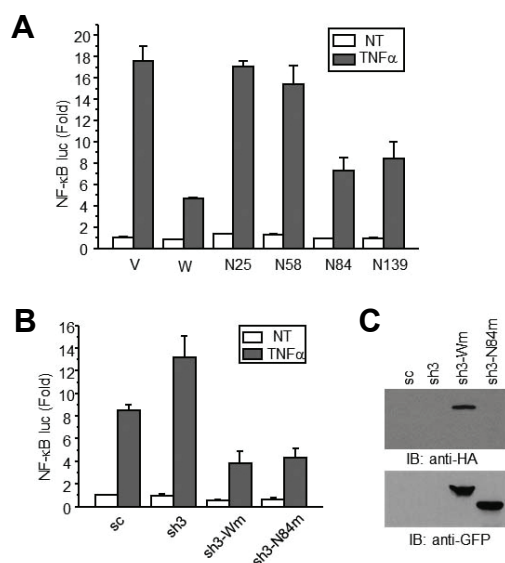 A
NF-κB luc (Fold)
20
18
16
14
12
10
8
6
4
2
0
NT
TNFα
V W N25 N58 N84 N139
B
NF-κB luc (Fold)
16
14
12
10
8
6
4
2
0
NT
TNFα
sc sh3 sh3-Wm sh3-N84m
C
sc sh3 sh3-Wm sh3-N84m
IB: anti-HA
IB: anti-GFP